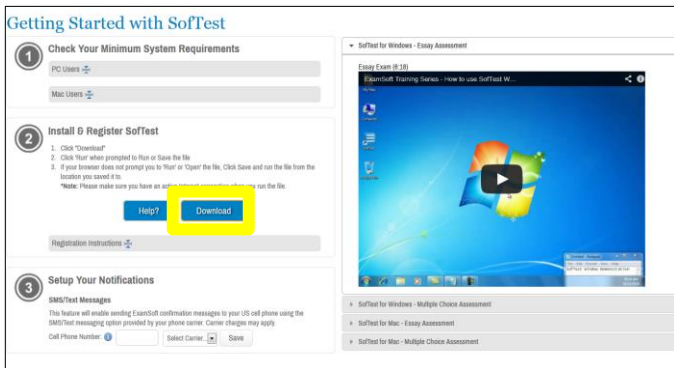 Getting Started with SofTest
1
Check Your Minimum System Requirements
PC Users
Mac Users
2
Install & Register SofTest
1. Click "Download"
2. Click 'Run' when prompted to Run or Save the file
3. If your browser does not prompt you to 'Run' or 'Open' the file, Click Save and run the file from the
location you saved it to.
*Note: Please make sure you have an active internet connection when you run the file.
Help?
Download
Registration Instructions
3
Setup Your Notifications
SMS/Text Messages
This feature will enable sending ExamSoft confirmation messages to your US cell phone using the
SMS/Text messaging option provided by your phone carrier. Carrier charges may apply.
Cell Phone Number:
Select Carrier...
Save
SofTest for Windows - Essay Assessment
Essay Exam (6:18)
ExamSoft Training Series - How to use SofTest W...
SofTest for Windows - Multiple Choice Assessment
SofTest for Mac - Essay Assessment
SofTest for Mac - Multiple Choice Assessment